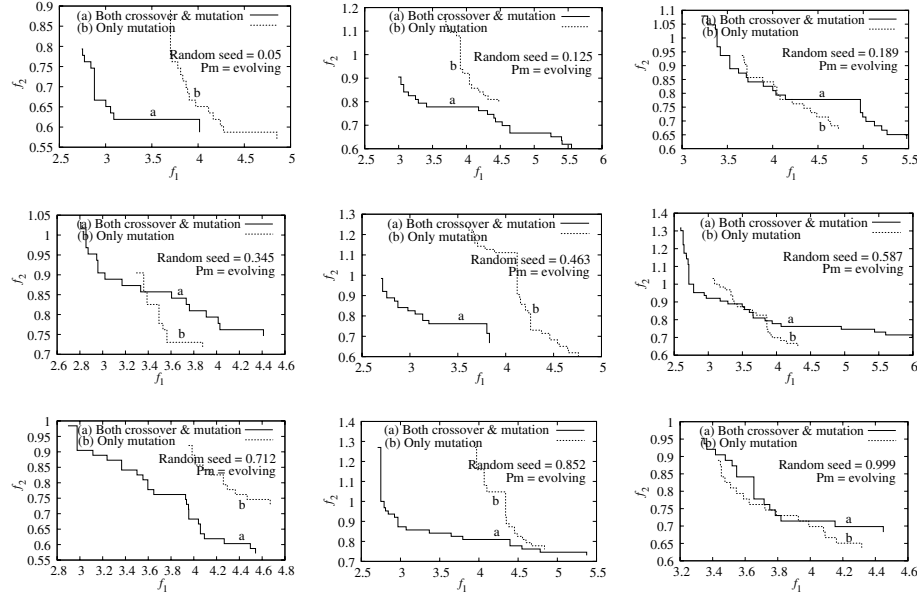 0.9
0.85
0.8
0.75
0.7
0.65
0.6
0.55
f2
(a) Both crossover & mutation
(b) Only mutation
Random seed = 0.05
Pm = evolving
b
a
2.5 3 3.5 4 4.5 5
f1
1.2
1.1
1
0.9
0.8
0.7
0.6
f2
(a) Both crossover & mutation
(b) Only mutation
Random seed = 0.125
Pm = evolving
b
a
2.5 3 3.5 4 4.5 5 5.5 6
f1
1.1
1
0.9
0.8
0.7
0.6
f2
(a) Both crossover & mutation
(b) Only mutation
Random seed = 0.189
Pm = evolving
a
b
3 3.5 4 4.5 5 5.5
f1
1.05
1
0.95
0.9
0.85
0.8
0.75
0.7
f2
(a) Both crossover & mutation
(b) Only mutation
Random seed = 0.345
Pm = evolving
a
b
2.6 2.8 3 3.2 3.4 3.6 3.8 4 4.2 4.4 4.6
f1
1.3
1.2
1.1
1
0.9
0.8
0.7
0.6
f2
(a) Both crossover & mutation
(b) Only mutation
Random seed = 0.463
Pm = evolving
b
a
2.5 3 3.5 4 4.5 5
f1
1.4
1.3
1.2
1.1
1
0.9
0.8
0.7
0.6
f2
(a) Both crossover & mutation
(b) Only mutation
Random seed = 0.587
Pm = evolving
a
b
2.5 3 3.5 4 4.5 5 5.5 6
f1
1
0.95
0.9
0.85
0.8
0.75
0.7
0.65
0.6
0.55
f2
(a) Both crossover & mutation
(b) Only mutation
Random seed = 0.712
Pm = evolving
b
a
2.8 3 3.2 3.4 3.6 3.8 4 4.2 4.4 4.6 4.8
f1
1.4
1.3
1.2
1.1
1
0.9
0.8
0.7
f2
(a) Both crossover & mutation
(b) Only mutation
Random seed = 0.852
Pm = evolving
b
a
2.5 3 3.5 4 4.5 5 5.5
f1
1
0.95
0.9
0.85
0.8
0.75
0.7
0.65
0.6
f2
(a) Both crossover & mutation
(b) Only mutation
Random seed = 0.999
Pm = evolving
a
b
3.2 3.4 3.6 3.8 4 4.2 4.4 4.6
f1